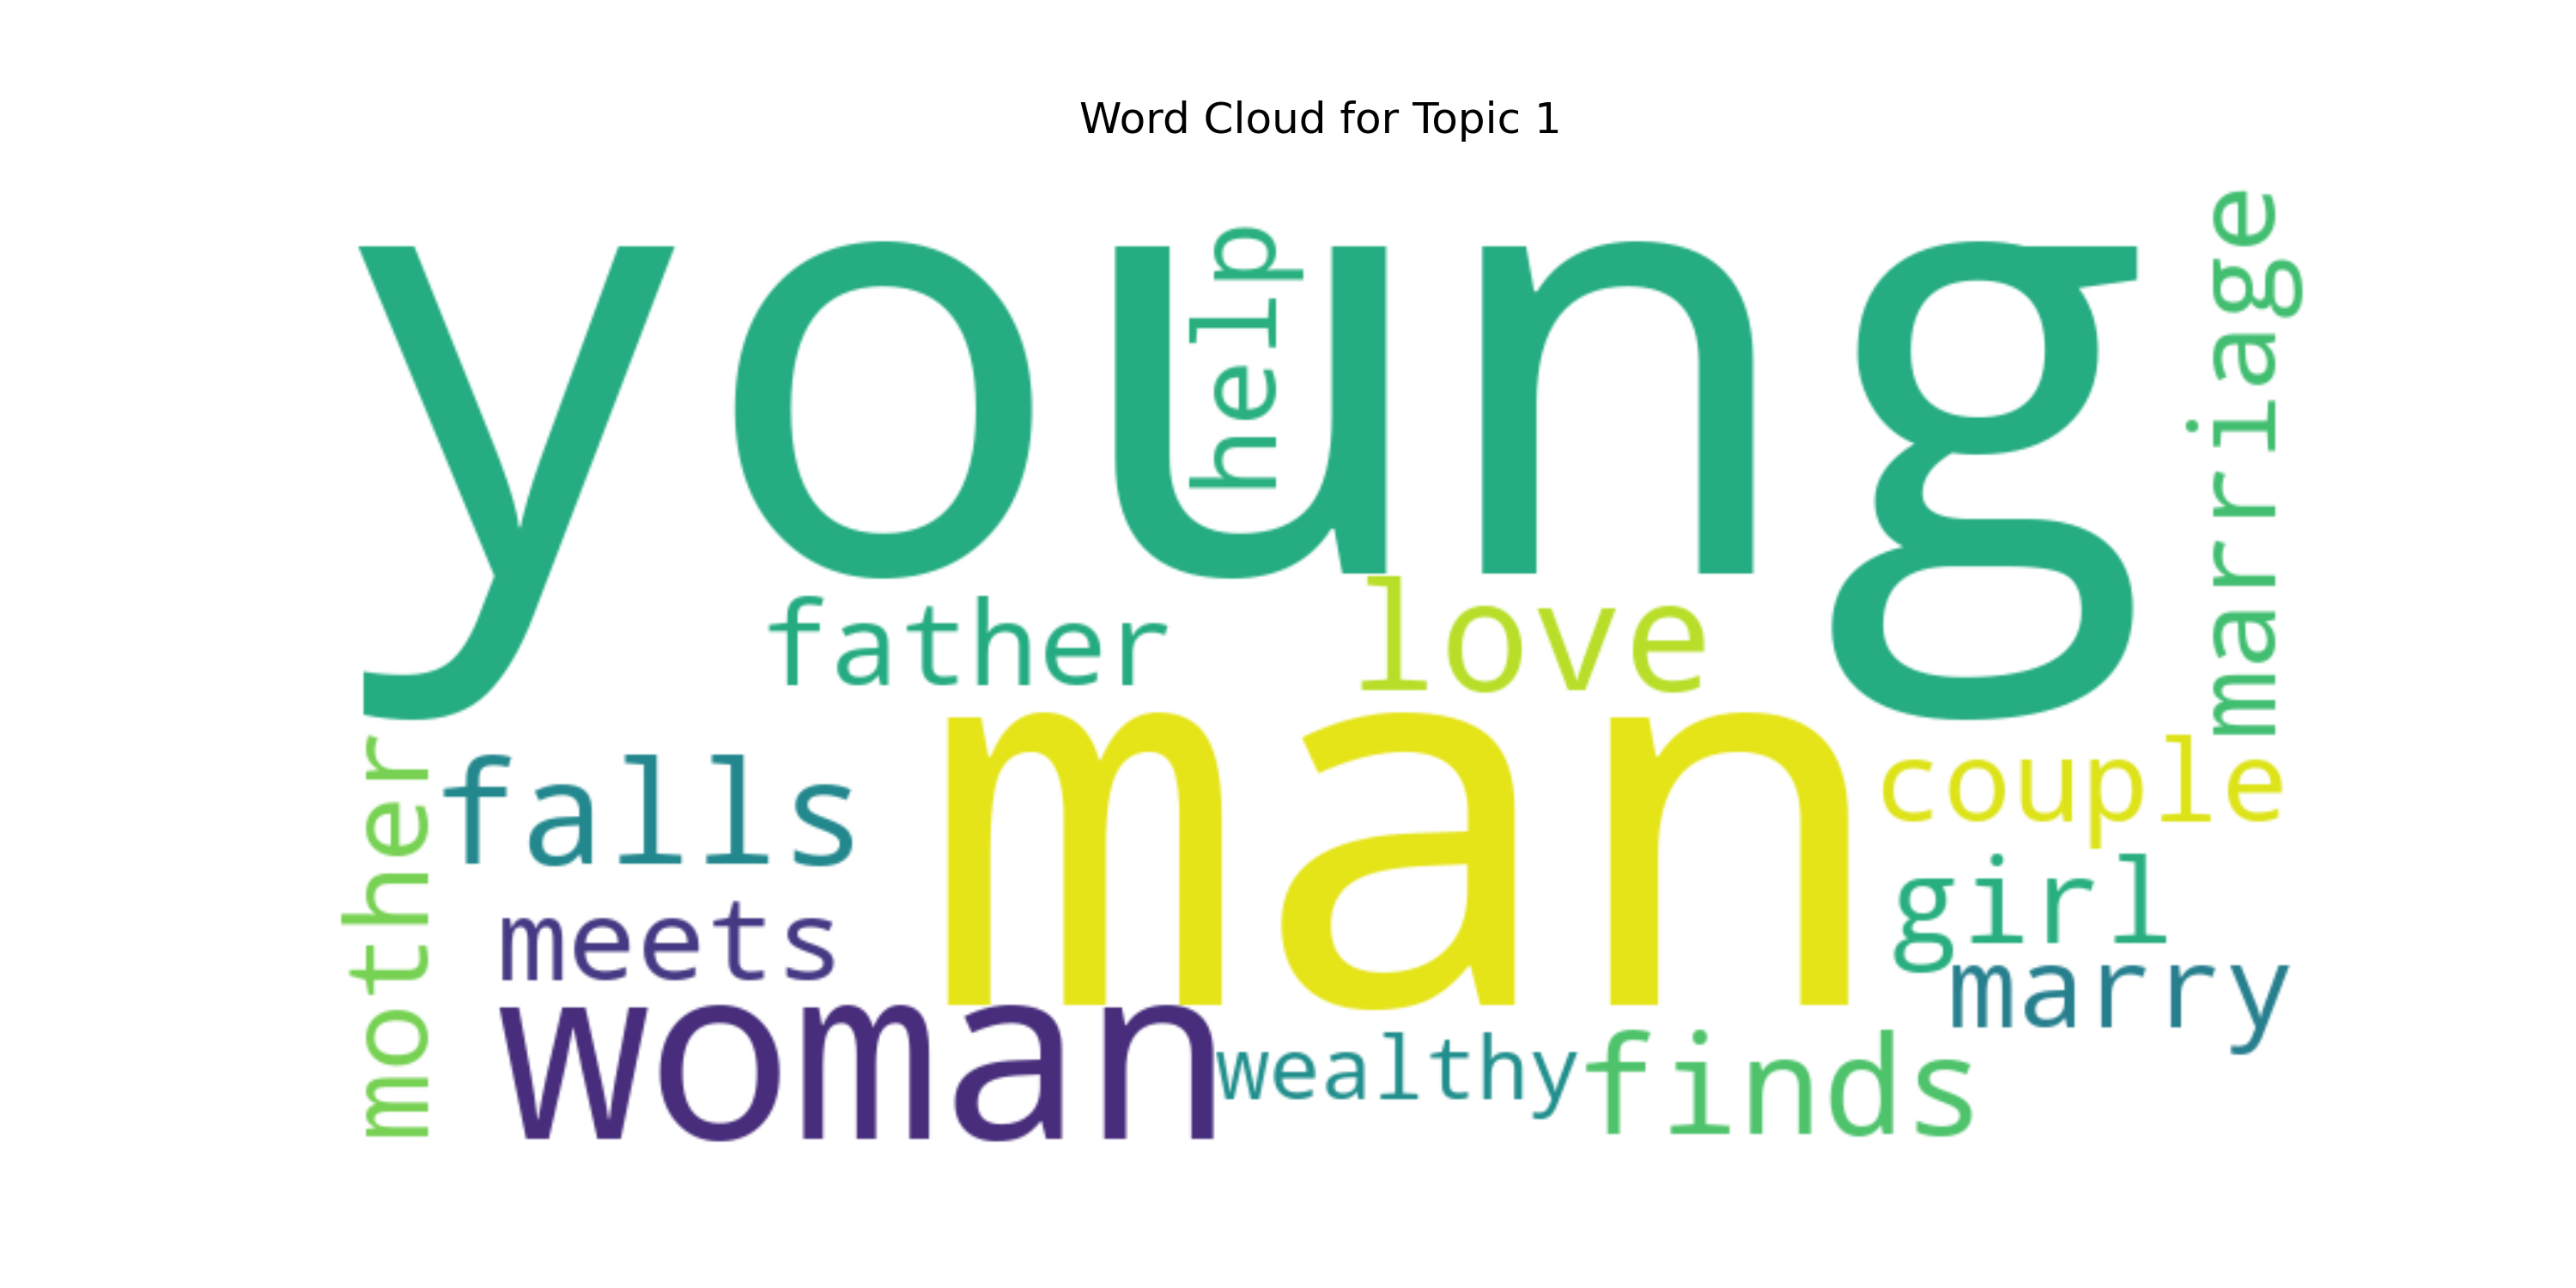 Word Cloud for Topic 1
young
help
marriage
father
love
man
mother
falls
couple
meets
girl
marry
woman
wealthy
finds